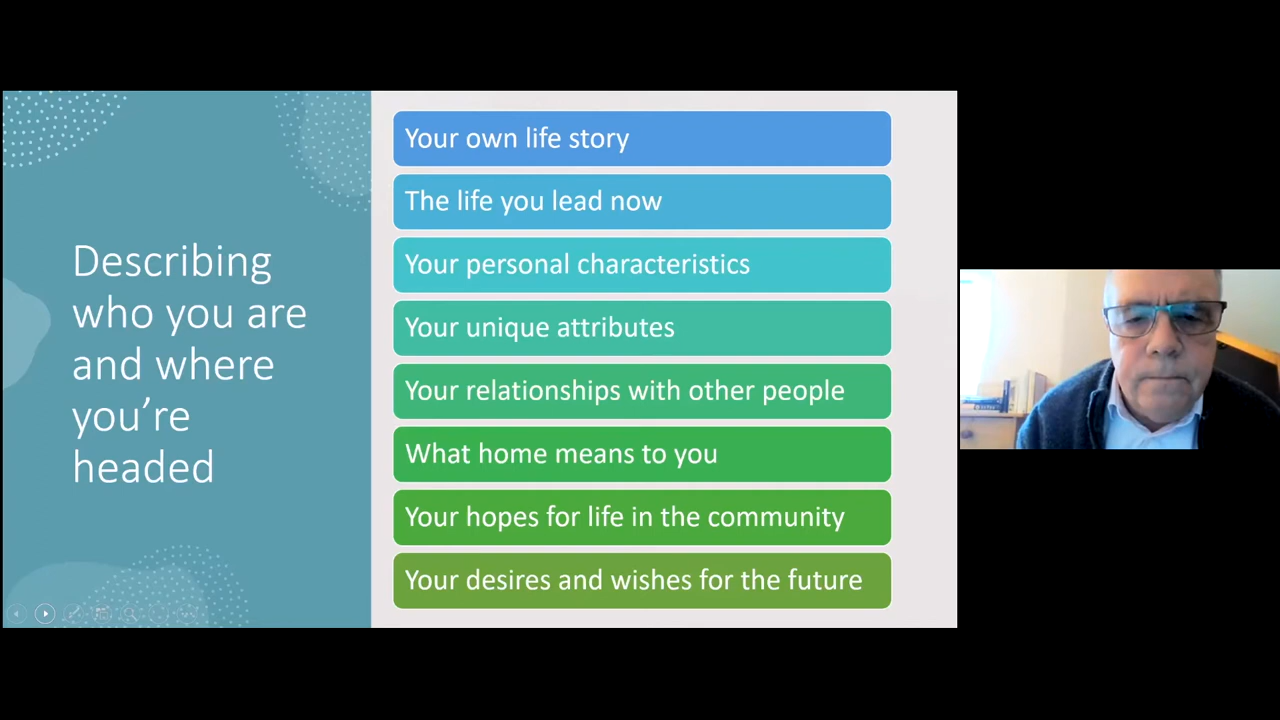 Describing
who you are
and where
you’re
headed
Your own life story
The life you lead now
Your personal characteristics
Your unique attributes
Your relationships with other people
What home means to you
Your hopes for life in the community
Your desires and wishes for the future